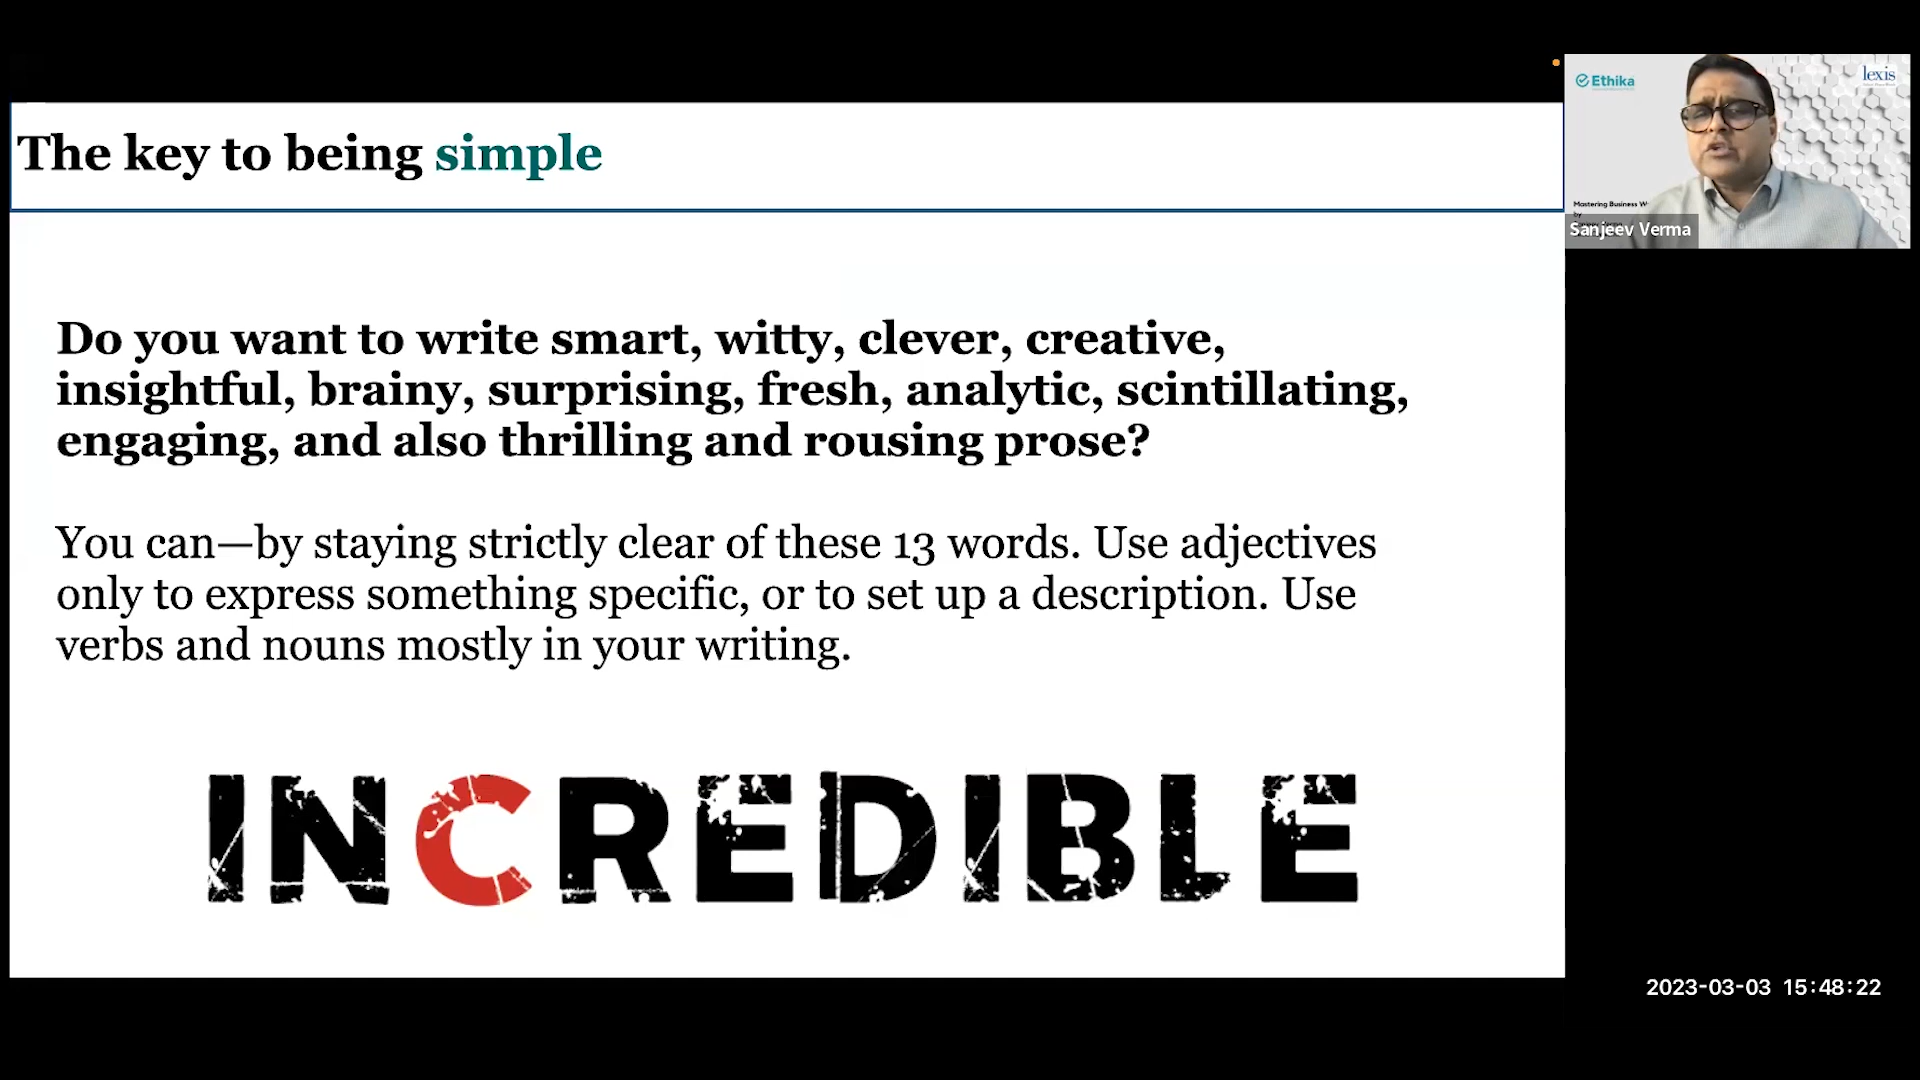 The key to being simple
Do you want to write smart, witty, clever, creative,
insightful, brainy, surprising, fresh, analytic, scintillating,
engaging, and also thrilling and rousing prose?
You can—by staying strictly clear of these 13 words. Use adjectives
only to express something specific, or to set up a description. Use
verbs and nouns mostly in your writing.
INCREDIBLE
Ethika
lexis
Mastering Business W
by
Sanjeev Verma
2023-03-03 15:48:22